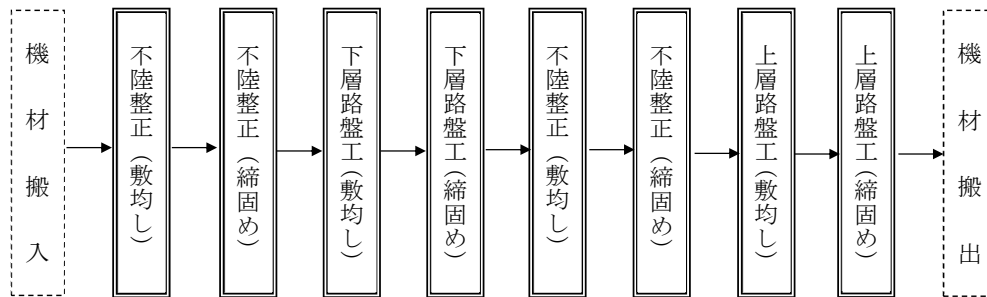 機材搬入
不陸整正（敷均し）
不陸整正（締固め）
下層路盤工（敷均し）
下層路盤工（締固め）
不陸整正（敷均し）
不陸整正（締固め）
上層路盤工（敷均し）
上層路盤工（締固め）
機材搬出